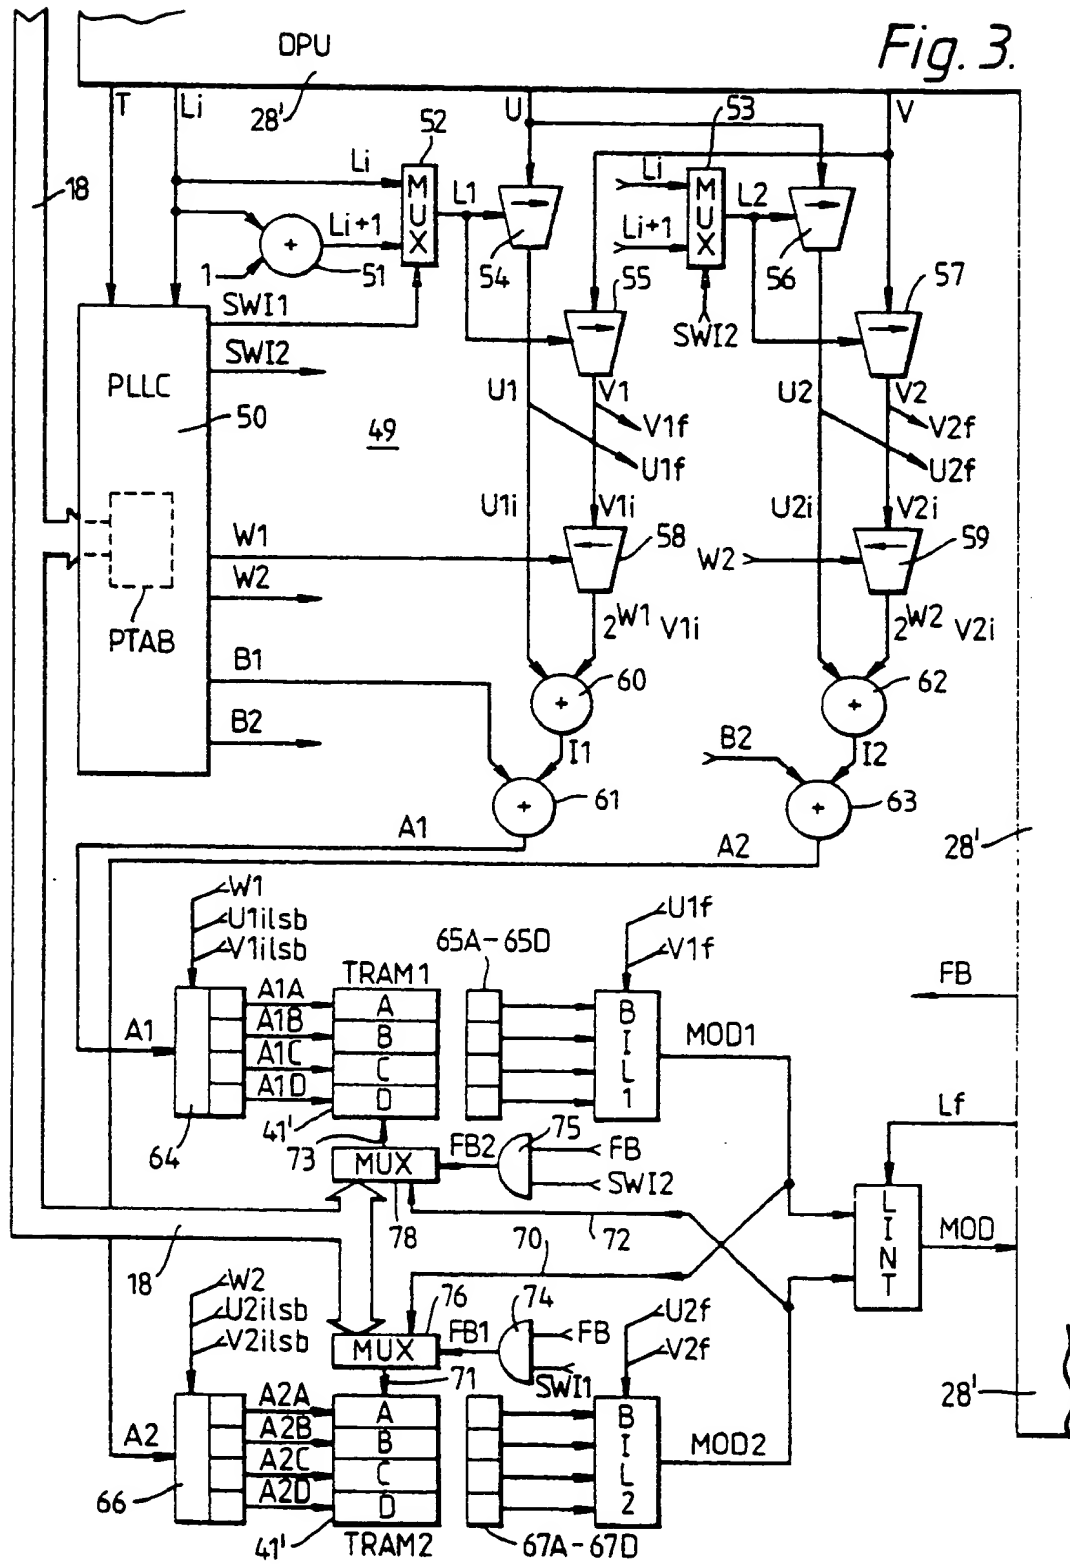 Fig. 3.
DPU
T
Li
28'
U
V
52
53
18
Li
MUX
L1
Li+1
+
1
51
54
Li
MUX
L2
Li+1
56
SWI2
55
57
SWI1
SWI2
PLLC
50
49
U1
V1
V1f
U1f
U2
V2
V2f
U2f
U1i
V1i
U2i
V2i
W1
58
W2
59
W2
PTAB
2W1 V1i
2W2 V2i
B1
+
60
+
62
B2
I1
B2
I2
+
61
+
63
A1
A2
28'
W1
U1ilsb
V1ilsb
65A-65D
U1f
V1f
TRAM1
FB
A1A
A
A1B
B
A1C
C
A1D
D
A1
BIL1
MOD1
Lf
64
41'
73
MUX
FB2
75
FB
SWI2
78
72
LINT
MOD
18
70
W2
U2ilsb
V2ilsb
76
MUX
FB1
74
FB
SWI1
U2f
V2f
71
28'
A2A
A
A2B
B
A2C
C
A2D
D
A2
BIL2
MOD2
66
41'
TRAM2
67A-67D